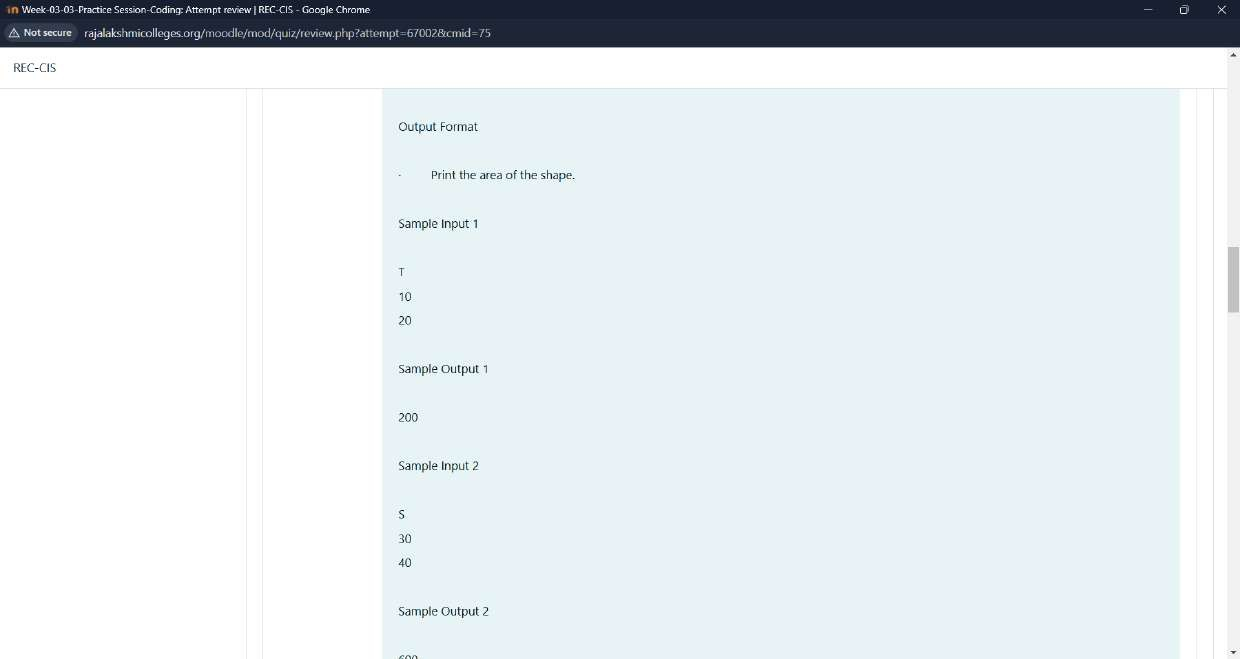 Week-03-03-Practice Session-Coding: Attempt review | REC-CIS - Google Chrome
Not secure rajalakshmicolleges.org/moodle/mod/quiz/review.php?attempt=67002&cmid=75
REC-CIS
Output Format
· Print the area of the shape.
Sample Input 1
T
10
20
Sample Output 1
200
Sample Input 2
S
30
40
Sample Output 2